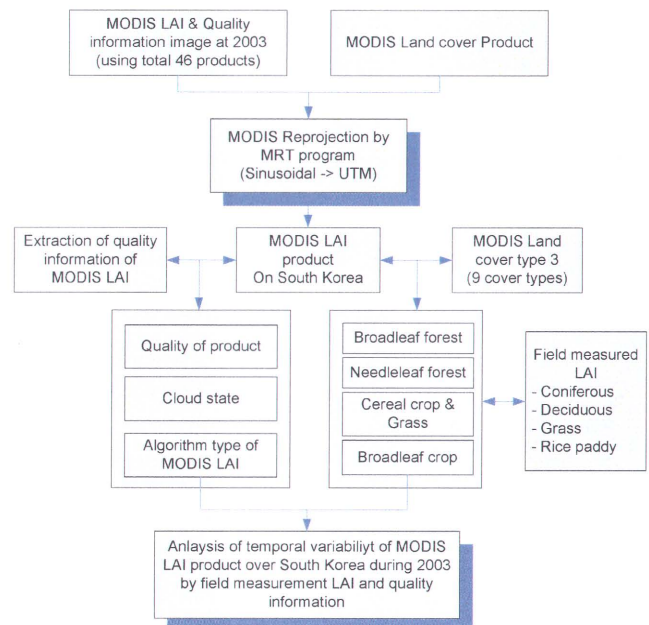 MODIS LAI & Quality
information image at 2003
(using total 46 products)
MODIS Land cover Product
MODIS Reprojection by
MRT program
(Sinusoidal -> UTM)
Extraction of quality
information of
MODIS LAI
MODIS LAI
product
On South Korea
MODIS Land
cover type 3
(9 cover types)
Quality of product
Cloud state
Algorithm type of
MODIS LAI
Broadleaf forest
Needleleaf forest
Cereal crop &
Grass
Broadleaf crop
Field measured
LAI
- Coniferous
- Deciduous
- Grass
- Rice paddy
Anlaysis of temporal variabiliyt of MODIS
LAI product over South Korea during 2003
by field measurement LAI and quality
information